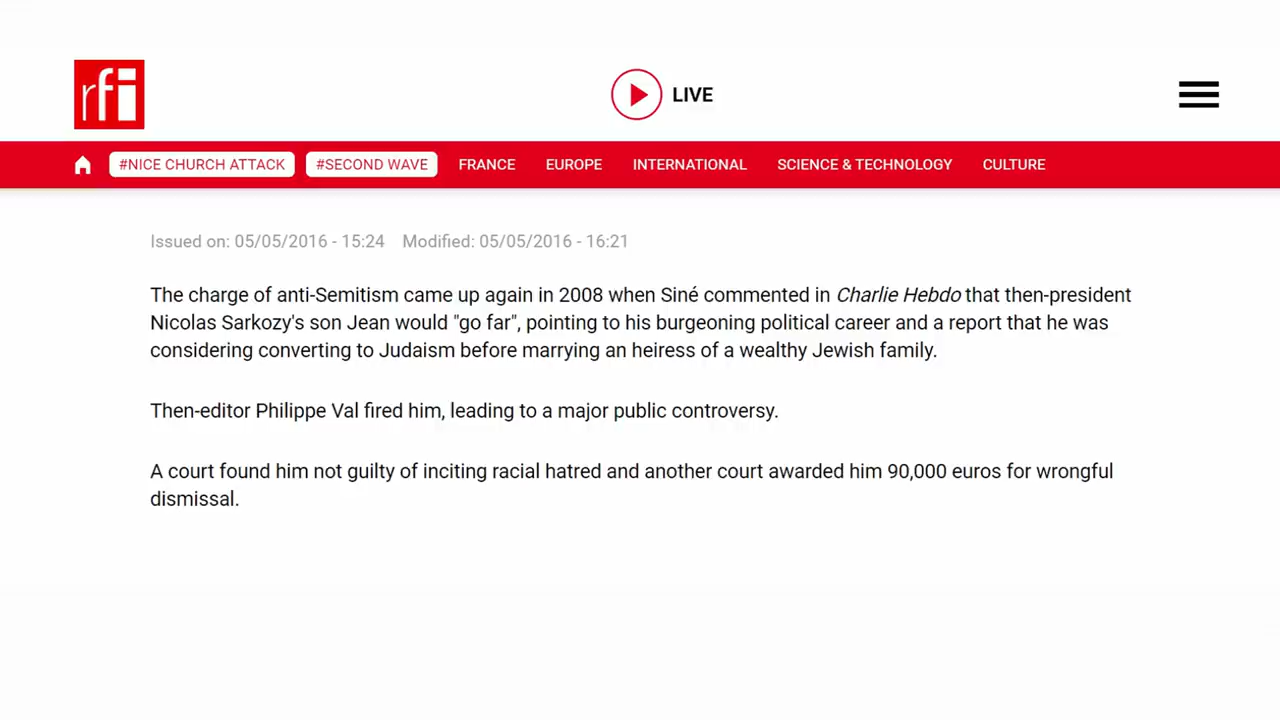 rfi
LIVE
#NICE CHURCH ATTACK #SECOND WAVE FRANCE EUROPE INTERNATIONAL SCIENCE & TECHNOLOGY CULTURE
Issued on: 05/05/2016 - 15:24 Modified: 05/05/2016 - 16:21
The charge of anti-Semitism came up again in 2008 when Siné commented in Charlie Hebdo that then-president
Nicolas Sarkozy's son Jean would "go far", pointing to his burgeoning political career and a report that he was
considering converting to Judaism before marrying an heiress of a wealthy Jewish family.
Then-editor Philippe Val fired him, leading to a major public controversy.
A court found him not guilty of inciting racial hatred and another court awarded him 90,000 euros for wrongful
dismissal.